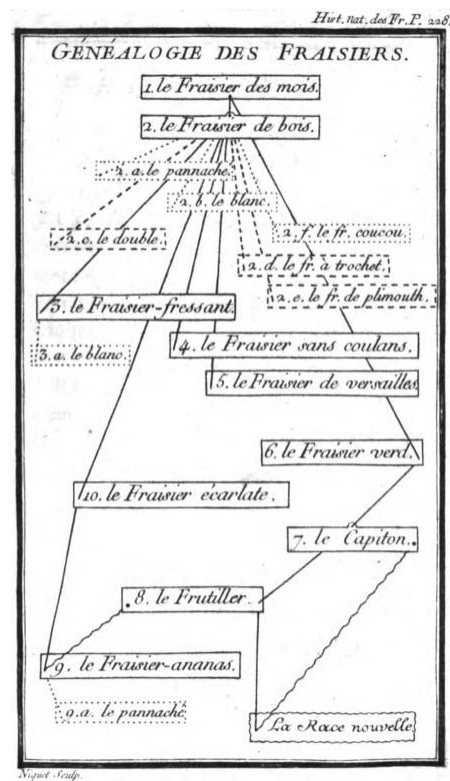 Hist. nat. des Fr. P. 228.
GÉNÉALOGIE DES FRAISIERS.
1. le Fraisier des mois.
2. le Fraisier de bois.
2. a. le pannaché.
2. b. le blanc.
2. c. le double.
2. f. le fr. coucou.
2. d. le fr. à trochet.
2. e. le fr. de plimouth.
3. le Fraisier-fressant.
3. a. le blanc.
4. le Fraisier sans coulans.
5. le Fraisier de versailles
6. le Fraisier verd.
10. le Fraisier écarlate.
7. le Capiton.
8. le Frutiller.
9. le Fraisier-ananas.
9. a. le pannaché
La Race nouvelle
Niquet Sculp.